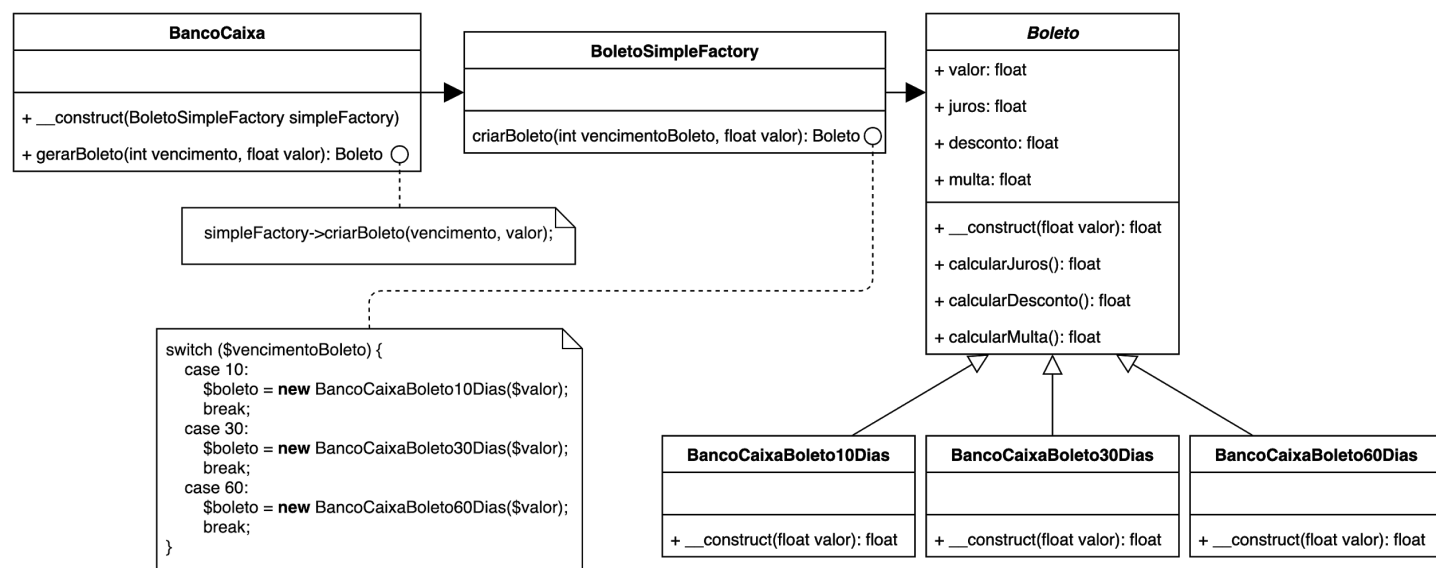 BancoCaixa
+ __construct(BoletoSimpleFactory simpleFactory)
+ gerarBoleto(int vencimento, float valor): Boleto
simpleFactory->criarBoleto(vencimento, valor);
BoletoSimpleFactory
criarBoleto(int vencimentoBoleto, float valor): Boleto
switch ($vencimentoBoleto) {
case 10:
$boleto = new BancoCaixaBoleto10Dias($valor);
break;
case 30:
$boleto = new BancoCaixaBoleto30Dias($valor);
break;
case 60:
$boleto = new BancoCaixaBoleto60Dias($valor);
break;
}
Boleto
+ valor: float
+ juros: float
+ desconto: float
+ multa: float
+ __construct(float valor): float
+ calcularJuros(): float
+ calcularDesconto(): float
+ calcularMulta(): float
BancoCaixaBoleto10Dias
+ __construct(float valor): float
BancoCaixaBoleto30Dias
+ __construct(float valor): float
BancoCaixaBoleto60Dias
+ __construct(float valor): float